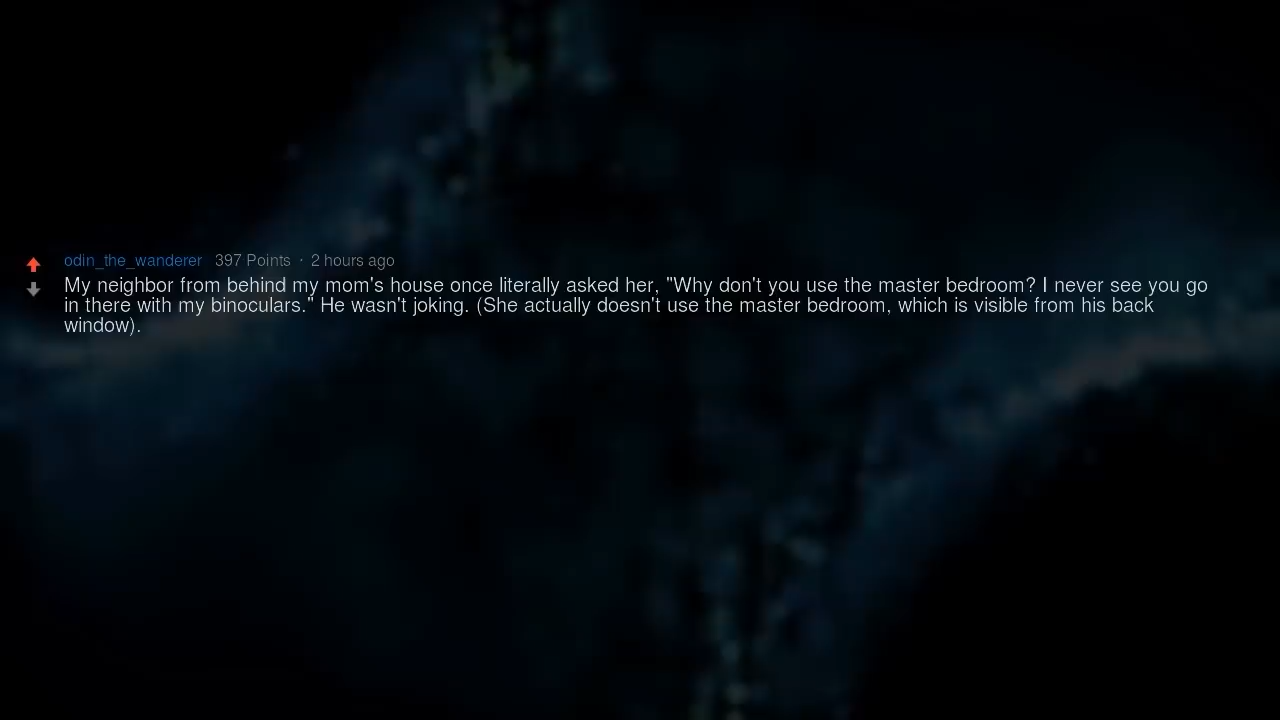 odin_the_wanderer 397 Points · 2 hours ago
My neighbor from behind my mom's house once literally asked her, "Why don't you use the master bedroom? I never see you go
in there with my binoculars." He wasn't joking. (She actually doesn't use the master bedroom, which is visible from his back
window).